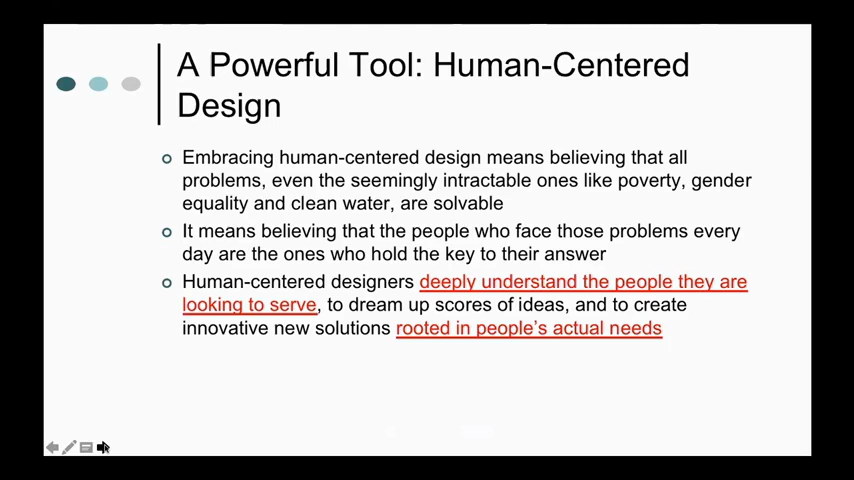 A Powerful Tool: Human-Centered
Design
Embracing human-centered design means believing that all
problems, even the seemingly intractable ones like poverty, gender
equality and clean water, are solvable
It means believing that the people who face those problems every
day are the ones who hold the key to their answer
Human-centered designers deeply understand the people they are
looking to serve, to dream up scores of ideas, and to create
innovative new solutions rooted in people’s actual needs